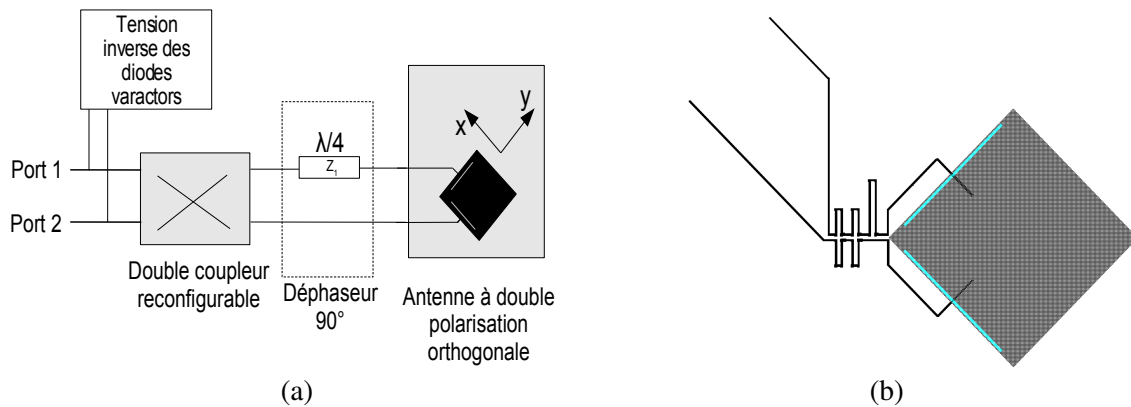 Tension
inverse des
diodes
varactors
Port 1
Port 2
λ/4
Z₁
x
y
Double coupleur
reconfigurable
Déphaseur
90°
Antenne à double
polarisation
orthogonale
(a)
(b)